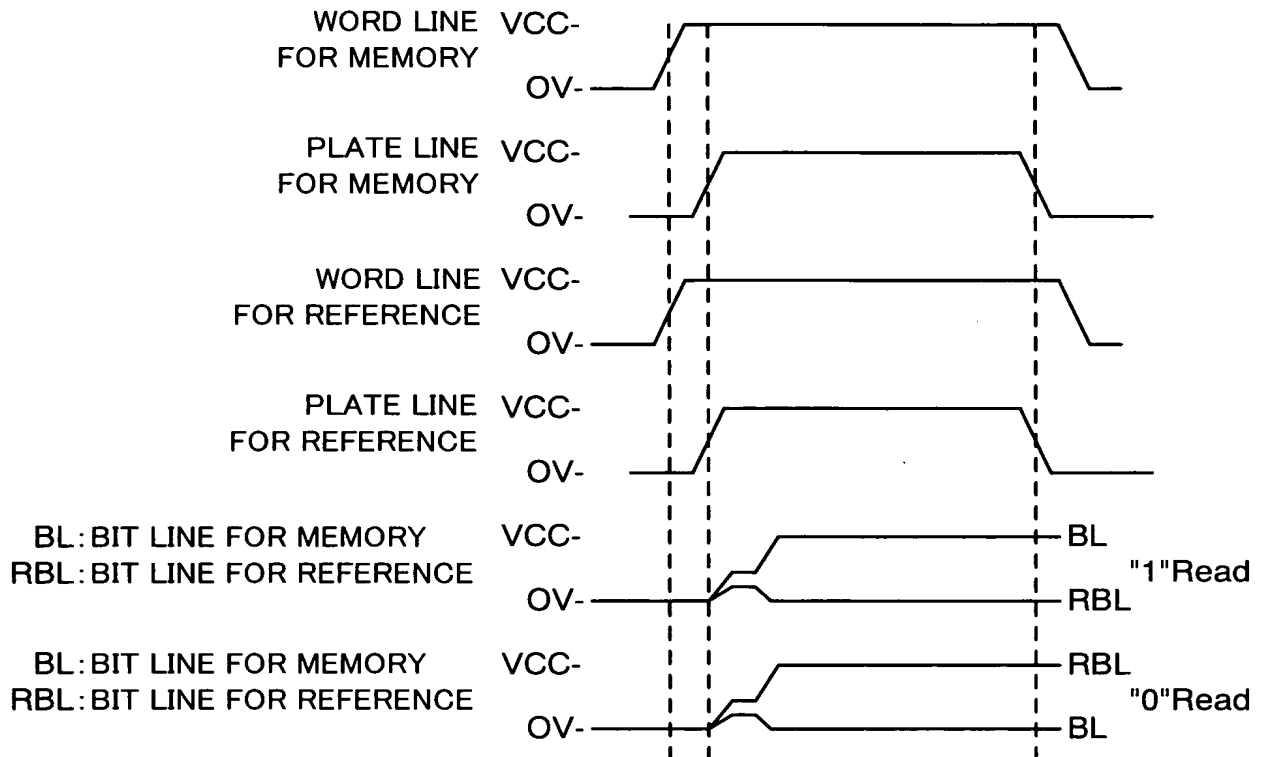 WORD LINE VCC-
FOR MEMORY
OV-
PLATE LINE VCC-
FOR MEMORY
OV-
WORD LINE VCC-
FOR REFERENCE
OV-
PLATE LINE VCC-
FOR REFERENCE
OV-
BL:BIT LINE FOR MEMORY VCC- BL
RBL:BIT LINE FOR REFERENCE "1"Read
OV- RBL
BL:BIT LINE FOR MEMORY VCC- RBL
RBL:BIT LINE FOR REFERENCE "0"Read
OV- BL